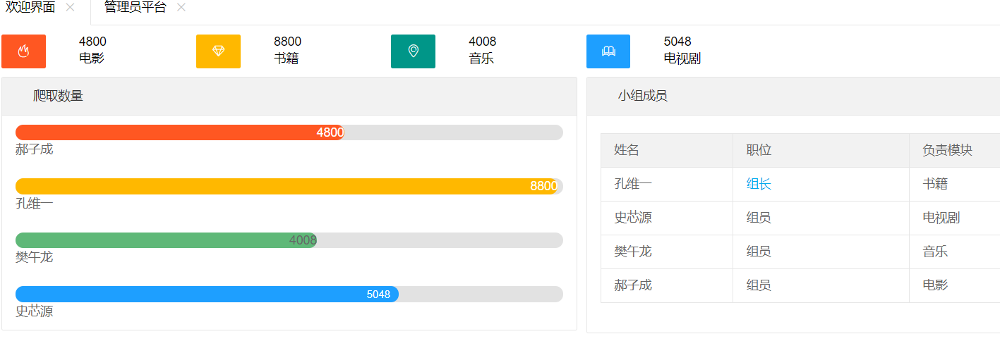 欢迎界面 管理员平台
4800 8800 4008 5048
电影 书籍 音乐 电视剧
爬取数量
4800
郝子成
8800
孔维一
4008
樊午龙
5048
史芯源
小组成员
姓名 职位 负责模块
孔维一 组长 书籍
史芯源 组员 电视剧
樊午龙 组员 音乐
郝子成 组员 电影